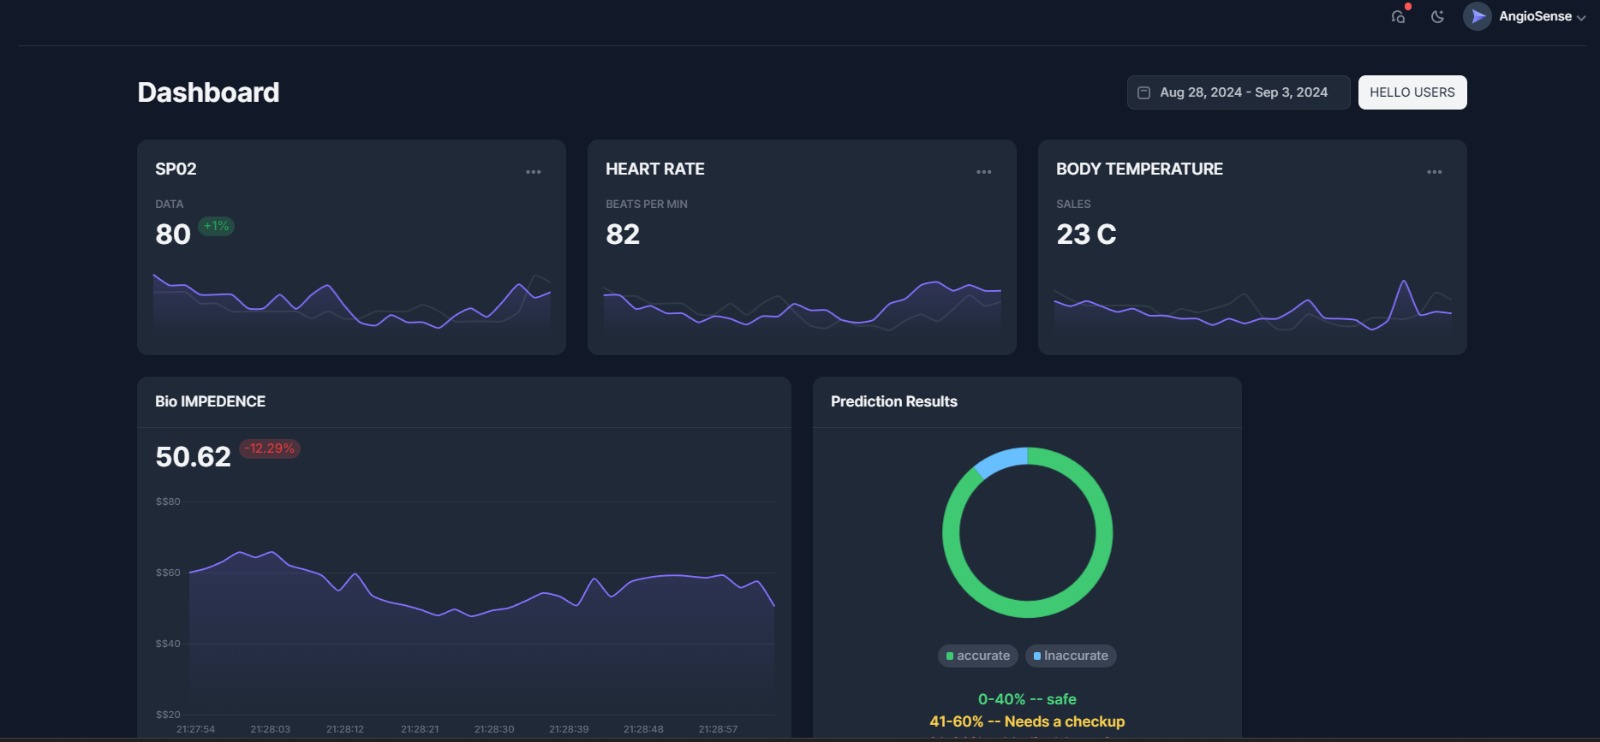 AngioSense
Dashboard
Aug 28, 2024 - Sep 3, 2024
HELLO USERS
SP02
DATA
80 +1%
HEART RATE
BEATS PER MIN
82
BODY TEMPERATURE
SALES
23 C
Bio IMPEDENCE
50.62 -12.29%
$$80
$$60
$$40
$$20
21:27:54 21:28:03 21:28:12 21:28:21 21:28:30 21:28:39 21:28:48 21:28:57
Prediction Results
accurate Inaccurate
0-40% -- safe
41-60% -- Needs a checkup